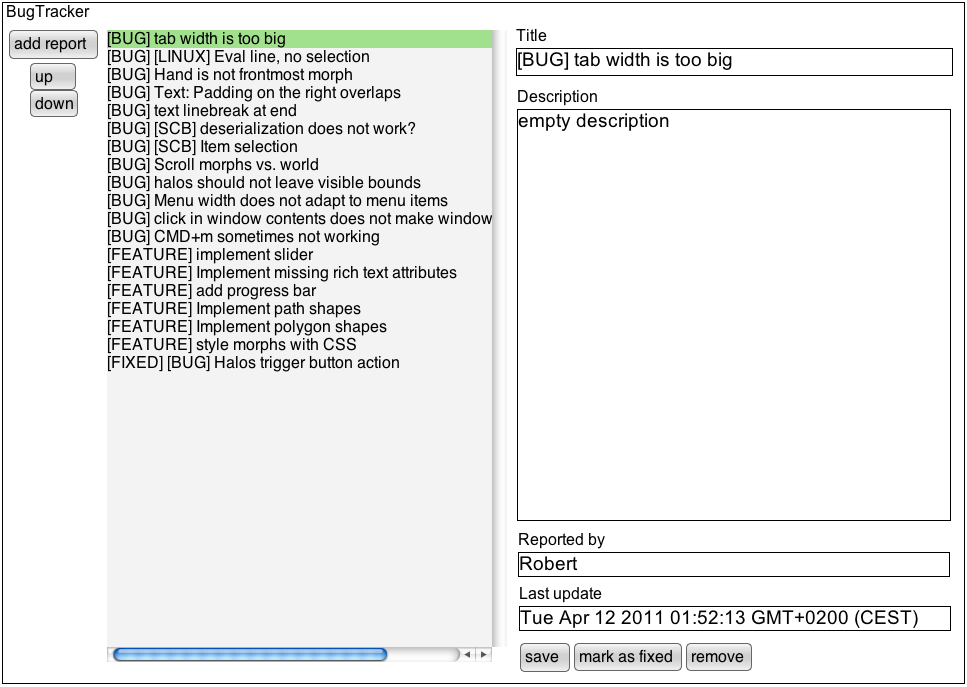 BugTracker
add report
up
down
[BUG] tab width is too big
[BUG] [LINUX] Eval line, no selection
[BUG] Hand is not frontmost morph
[BUG] Text: Padding on the right overlaps
[BUG] text linebreak at end
[BUG] [SCB] deserialization does not work?
[BUG] [SCB] Item selection
[BUG] Scroll morphs vs. world
[BUG] halos should not leave visible bounds
[BUG] Menu width does not adapt to menu items
[BUG] click in window contents does not make window
[BUG] CMD+m sometimes not working
[FEATURE] implement slider
[FEATURE] Implement missing rich text attributes
[FEATURE] add progress bar
[FEATURE] Implement path shapes
[FEATURE] Implement polygon shapes
[FEATURE] style morphs with CSS
[FIXED] [BUG] Halos trigger button action
Title
[BUG] tab width is too big
Description
empty description
Reported by
Robert
Last update
Tue Apr 12 2011 01:52:13 GMT+0200 (CEST)
save
mark as fixed
remove